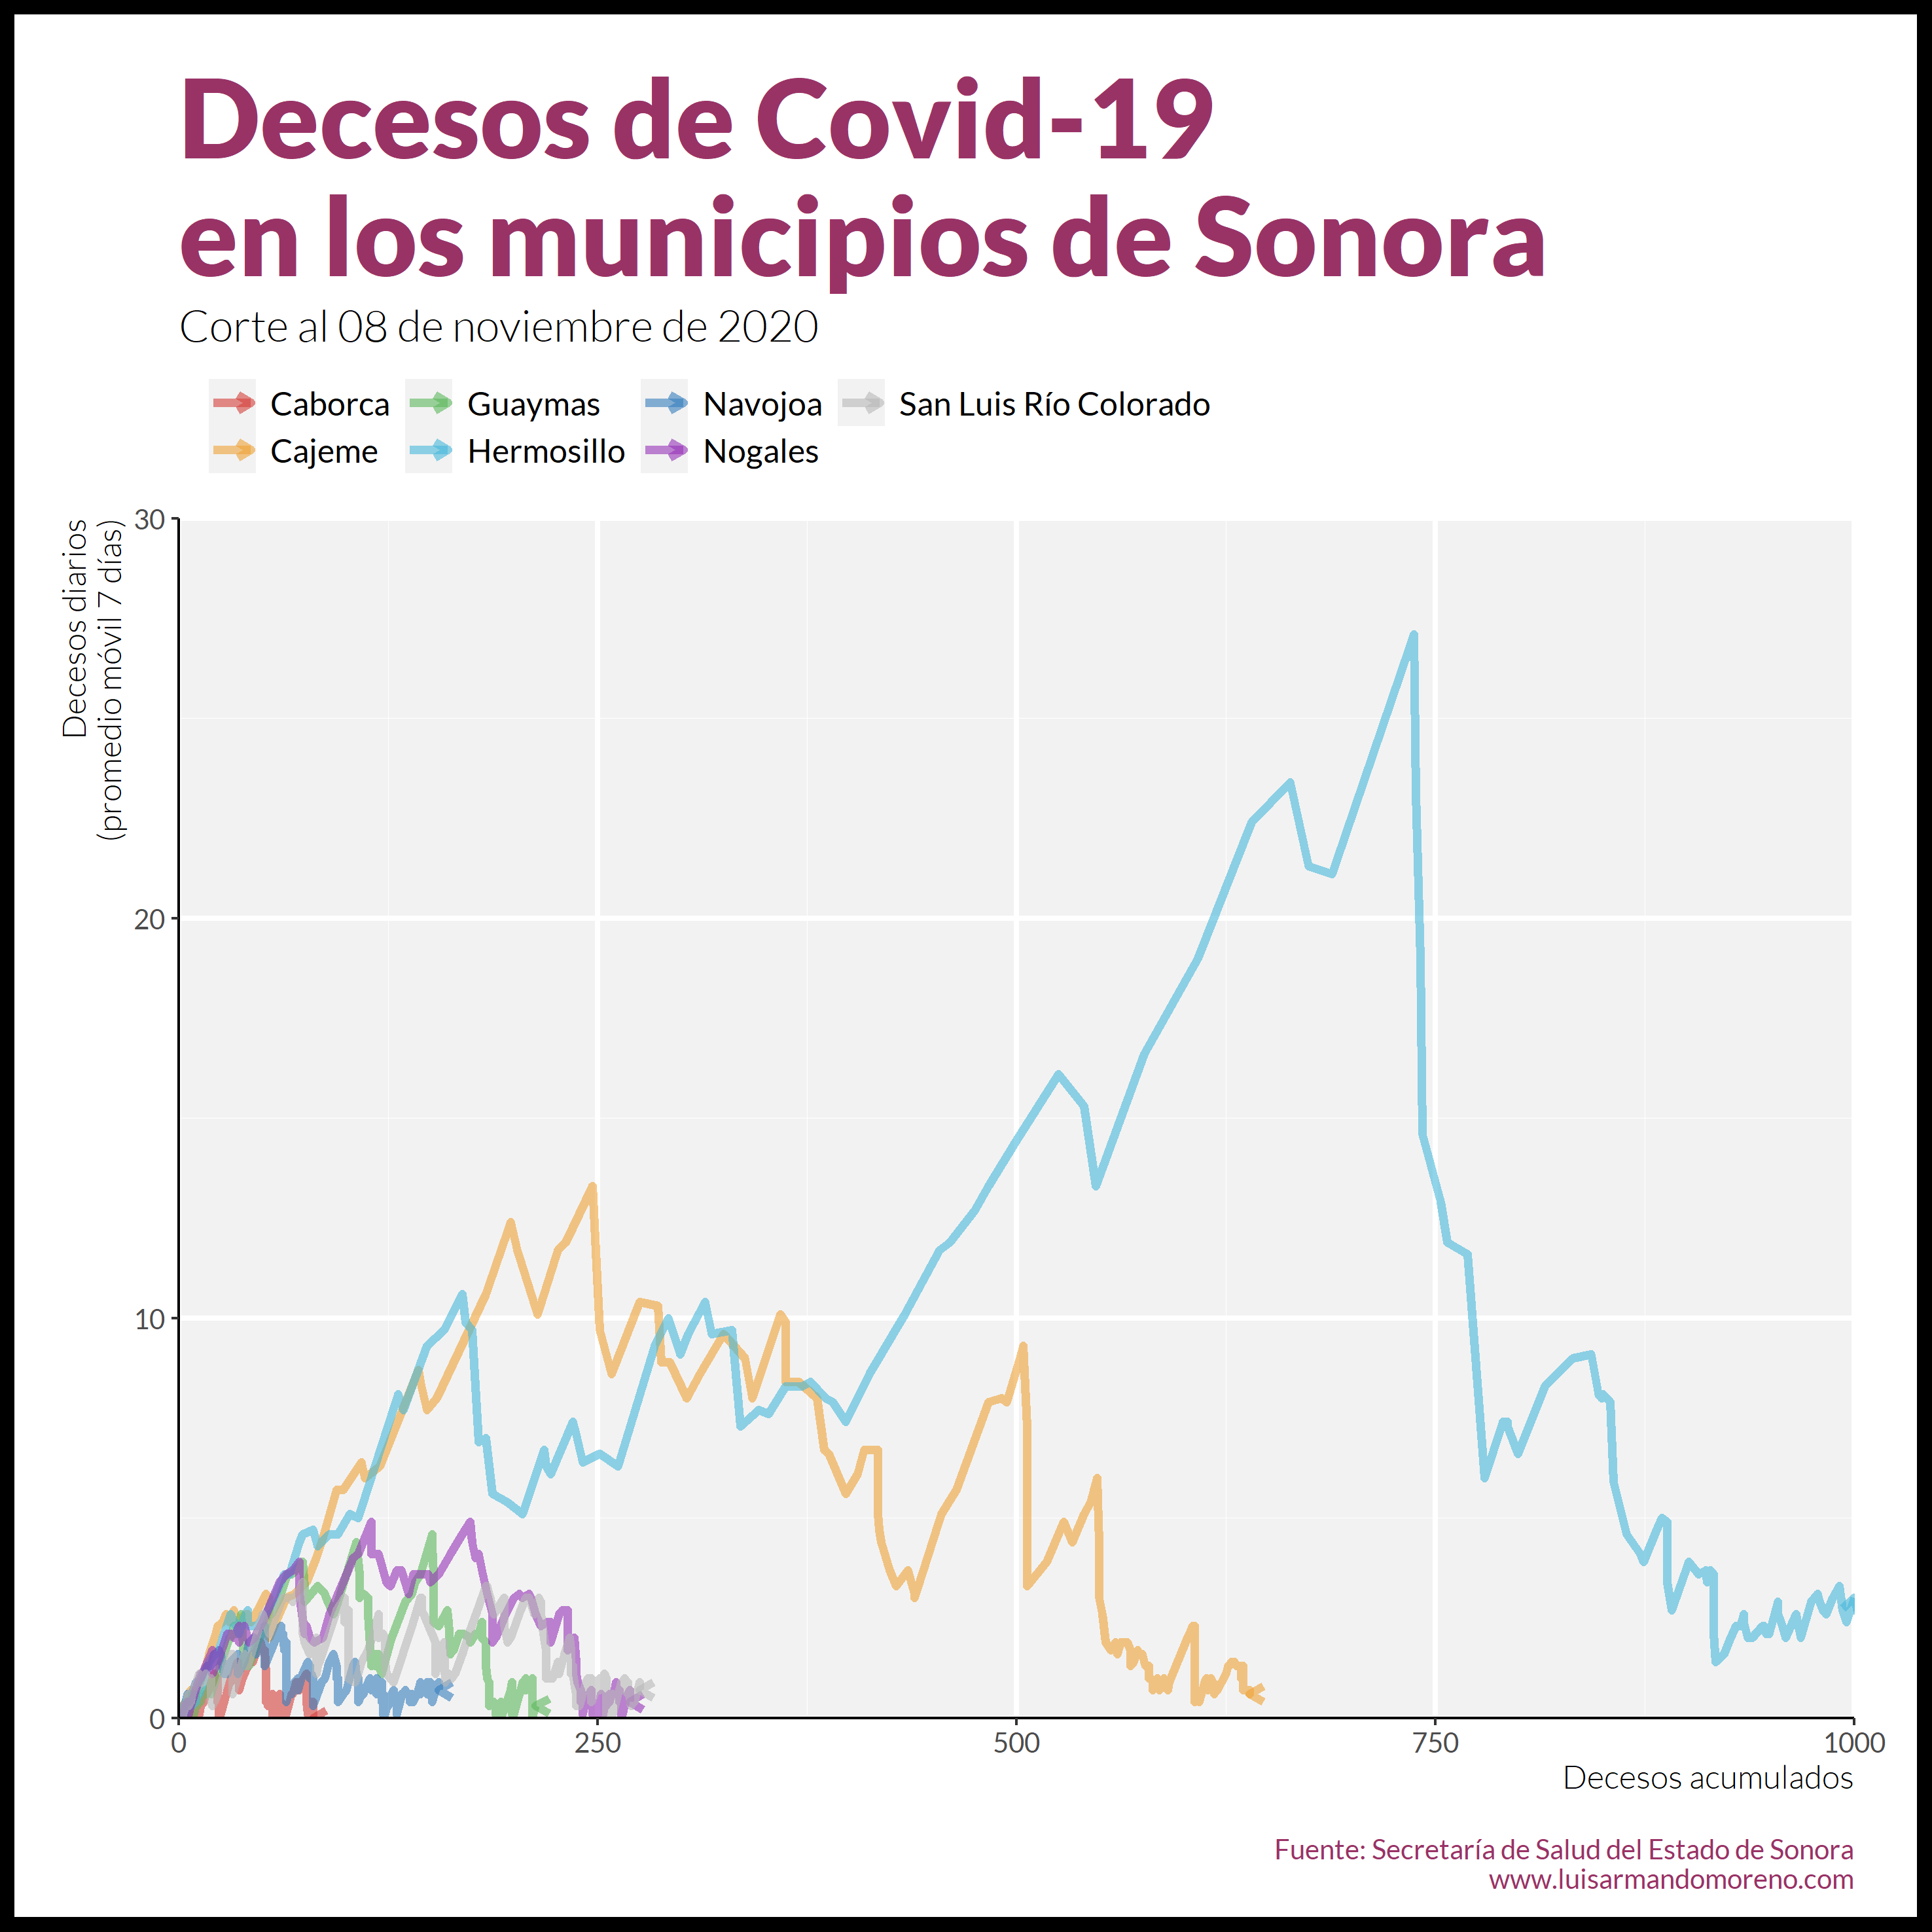 Decesos de Covid-19
en los municipios de Sonora
Corte al 08 de noviembre de 2020
Caborca
Guaymas
Navojoa
San Luis Río Colorado
Cajeme
Hermosillo
Nogales
Decesos diarios
(promedio móvil 7 días)
30
20
10
0
0 250 500 750 1000
Decesos acumulados
Fuente: Secretaría de Salud del Estado de Sonora
www.luisarmandomoreno.com